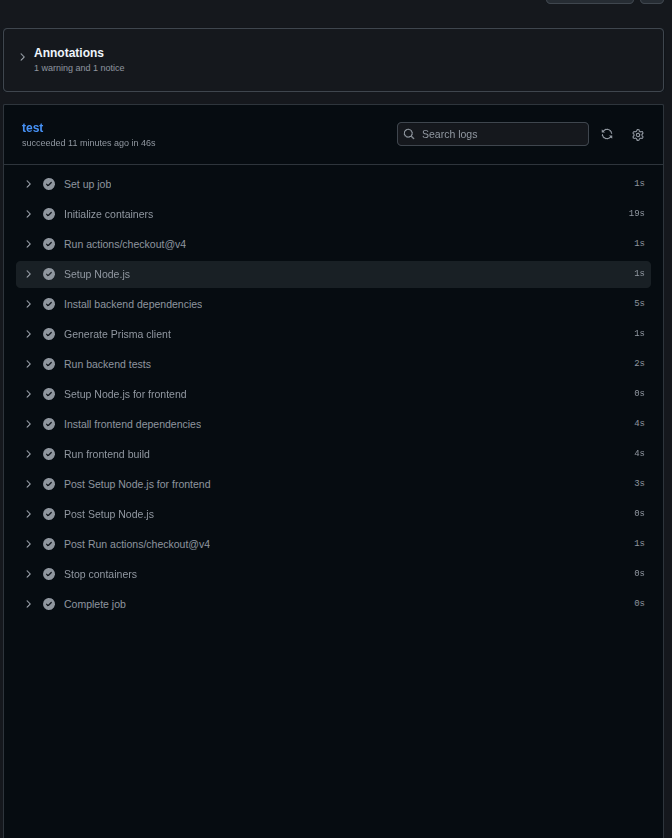 Annotations
1 warning and 1 notice
test
succeeded 11 minutes ago in 46s
Search logs
Set up job 1s
Initialize containers 19s
Run actions/checkout@v4 1s
Setup Node.js 1s
Install backend dependencies 5s
Generate Prisma client 1s
Run backend tests 2s
Setup Node.js for frontend 0s
Install frontend dependencies 4s
Run frontend build 4s
Post Setup Node.js for frontend 3s
Post Setup Node.js 0s
Post Run actions/checkout@v4 1s
Stop containers 0s
Complete job 0s